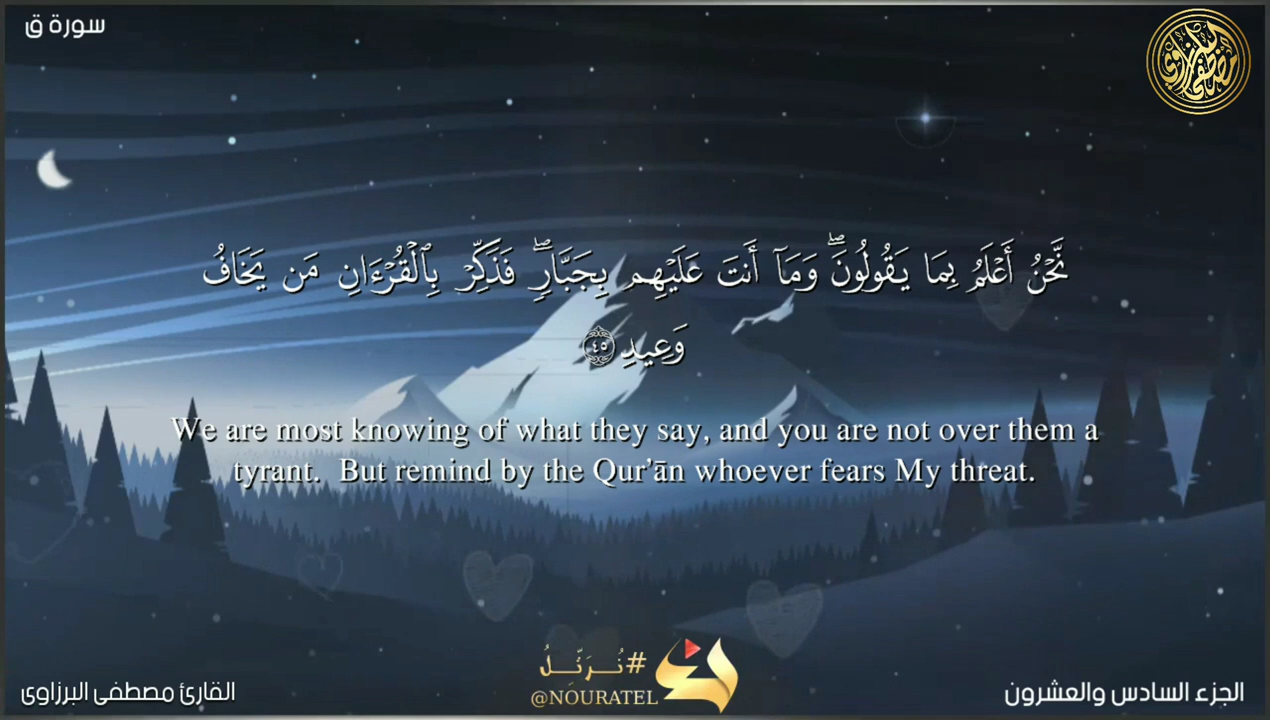 سورة ق
نَّحْنُ أَعْلَمُ بِمَا يَقُولُونَۖ وَمَآ أَنتَ عَلَيْهِم بِجَبَّارٍۖ فَذَكِّرْ بِٱلْقُرْءَانِ مَن يَخَافُ
وَعِيدِ ٤٥
We are most knowing of what they say, and you are not over them a
tyrant. But remind by the Qur’ān whoever fears My threat.
#نُرَتِّلُ
@NOURATEL
الجزء السادس والعشرون
القارئ مصطفى البرزاوى